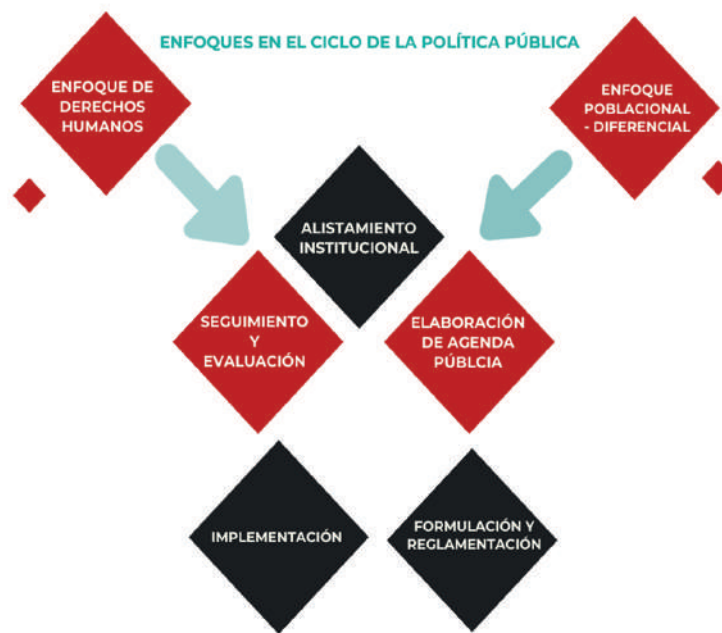 ENFOQUES EN EL CICLO DE LA POLÍTICA PÚBLICA
ENFOQUE DE
DERECHOS
HUMANOS
ENFOQUE
POBLACIONAL
- DIFERENCIAL
ALISTAMIENTO
INSTITUCIONAL
SEGUIMIENTO
Y
EVALUACIÓN
ELABORACIÓN
DE AGENDA
PÚBLCIA
IMPLEMENTACIÓN
FORMULACIÓN Y
REGLAMENTACIÓN